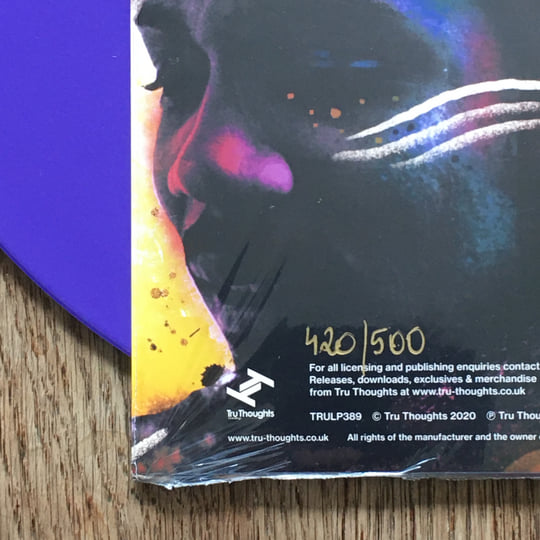 420/500
For all licensing and publishing enquiries contact
Releases, downloads, exclusives & merchandise
from Tru Thoughts at www.tru-thoughts.co.uk
Tru Thoughts
TRULP389 © Tru Thoughts 2020 ℗ Tru Thou
www.tru-thoughts.co.uk All rights of the manufacturer and the owner